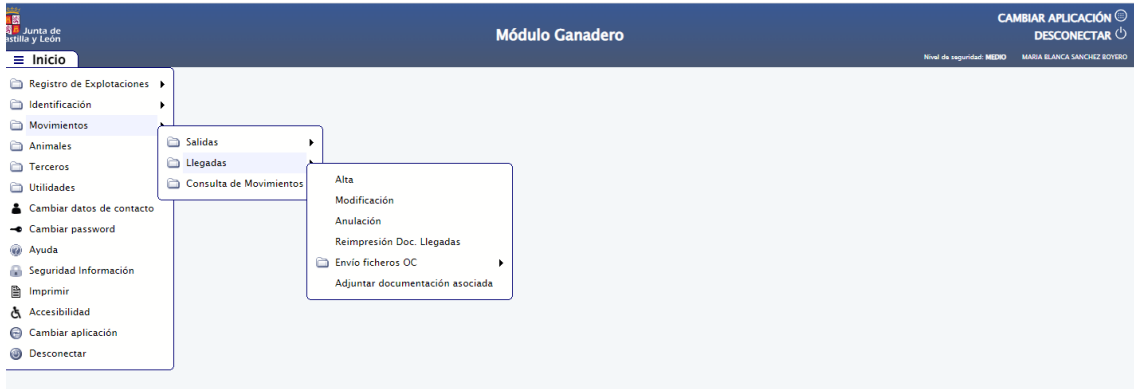 Junta de
astilla y León
Módulo Ganadero
CAMBIAR APLICACIÓN
DESCONECTAR
Inicio
Nivel de seguridad: MEDIO
MARIA BLANCA SANCHEZ BOYERO
Registro de Explotaciones
Identificación
Movimientos
Animales
Terceros
Utilidades
Cambiar datos de contacto
Cambiar password
Ayuda
Seguridad Información
Imprimir
Accesibilidad
Cambiar aplicación
Desconectar
Salidas
Llegadas
Consulta de Movimientos
Alta
Modificación
Anulación
Reimpresión Doc. Llegadas
Envío ficheros OC
Adjuntar documentación asociada